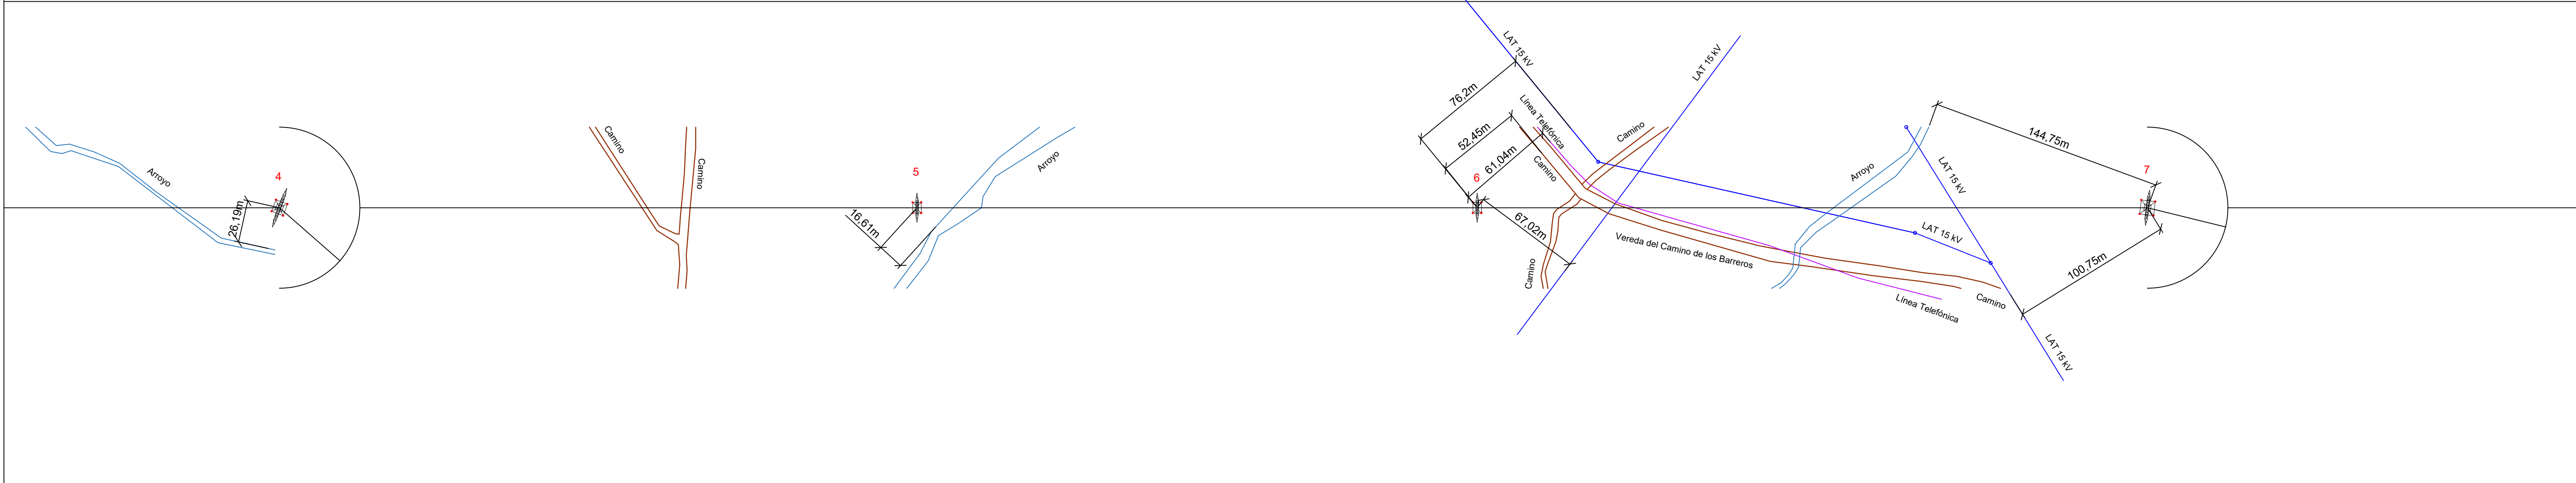 Arroyo
26,19m
4
Camino
Camino
5
16,61m
Arroyo
LAT 15 kV
76,2m
52,45m
61,04m
6
Línea Telefónica
Camino
Camino
LAT 15 kV
67,02m
Camino
Vereda del Camino de los Barreros
Arroyo
LAT 15 kV
LAT 15 kV
Línea Telefónica
Camino
144,75m
7
100,75m
LAT 15 kV